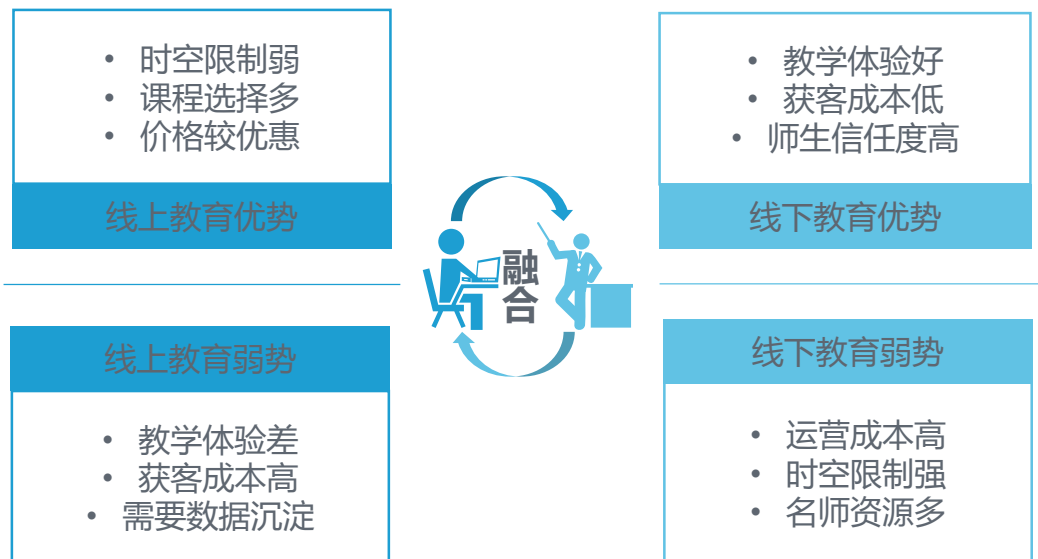 • 时空限制弱
• 课程选择多
• 价格较优惠
线上教育优势
• 教学体验好
• 获客成本低
• 师生信任度高
线下教育优势
融
合
线上教育弱势
• 教学体验差
• 获客成本高
• 需要数据沉淀
线下教育弱势
• 运营成本高
• 时空限制强
• 名师资源多